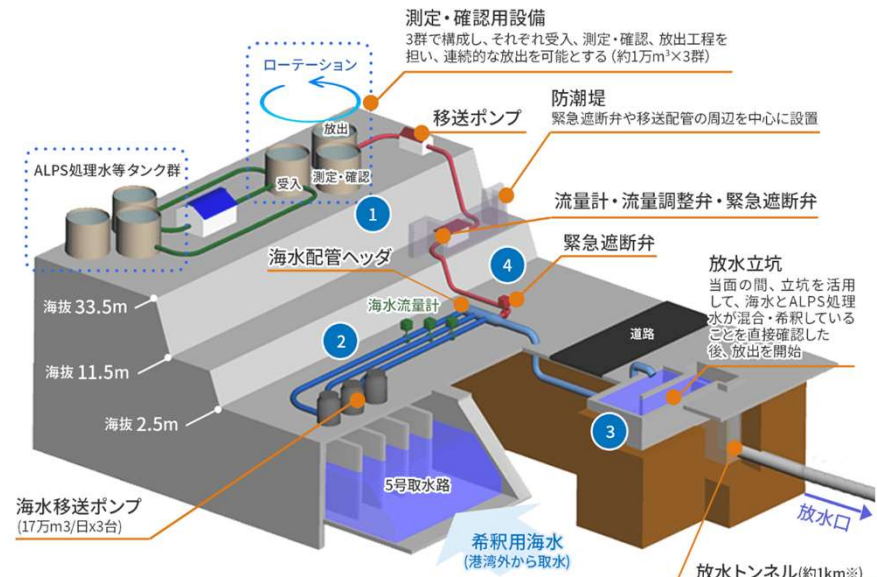 測定・確認用設備
3群で構成し、それぞれ受入、測定・確認、放出工程を
担い、連続的な放出を可能とする（約1万m³×3群）
ローテーション
防潮堤
緊急遮断弁や移送配管の周辺を中心に設置
移送ポンプ
放出
ALPS処理水等タンク群
受入
測定・確認
流量計・流量調整弁・緊急遮断弁
1
緊急遮断弁
海水配管ヘッダ
4
放水立坑
当面の間、立坑を活用
して、海水とALPS処理
水が混合・希釈している
ことを直接確認した
後、放出を開始
海抜 33.5m
海水流量計
道路
2
海抜 11.5m
海抜 2.5m
3
5号取水路
海水移送ポンプ
(17万m3/日x3台)
放水口
希釈用海水
(港湾外から取水)
放水トンネル(約1km※)